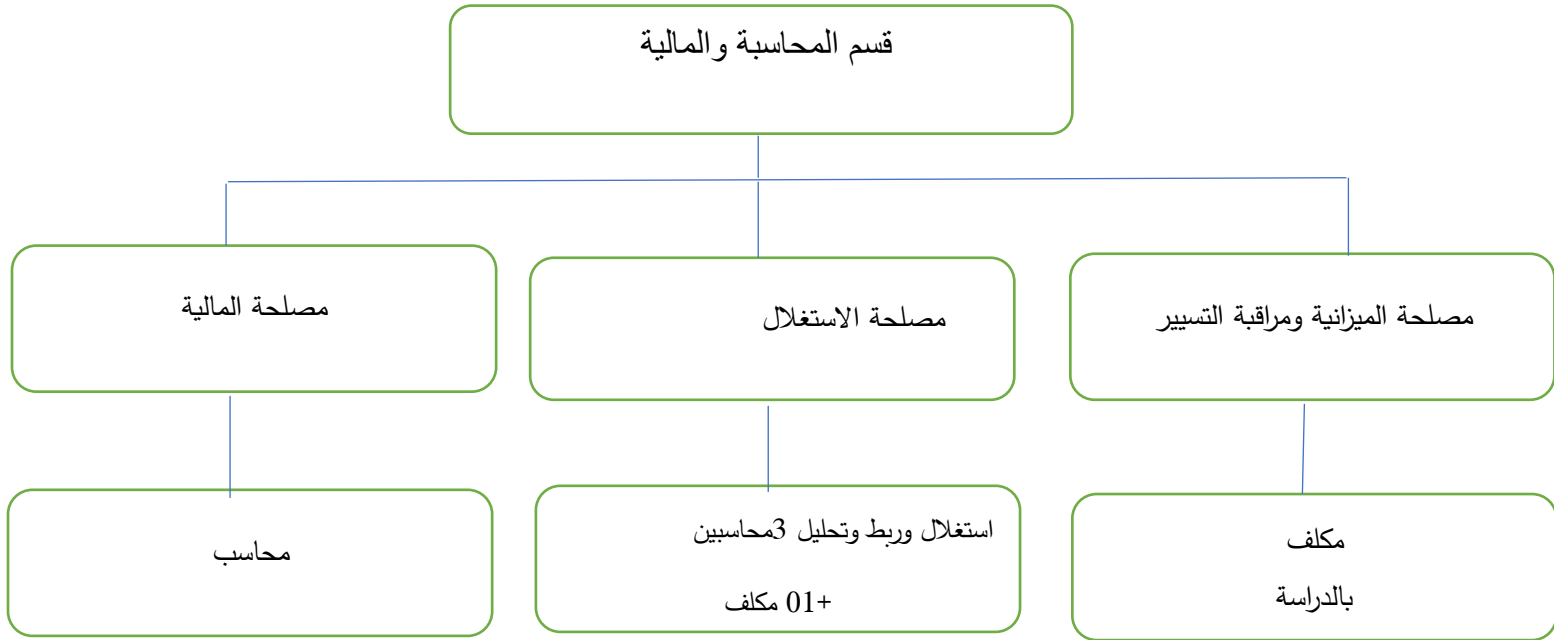 قسم المحاسبة والمالية
مصلحة الميزانية ومراقبة التسيير
مصلحة الاستغلال
مصلحة المالية
مكلف
بالدراسة
استغلال وربط وتحليل 3محاسبين
+01 مكلف
محاسب